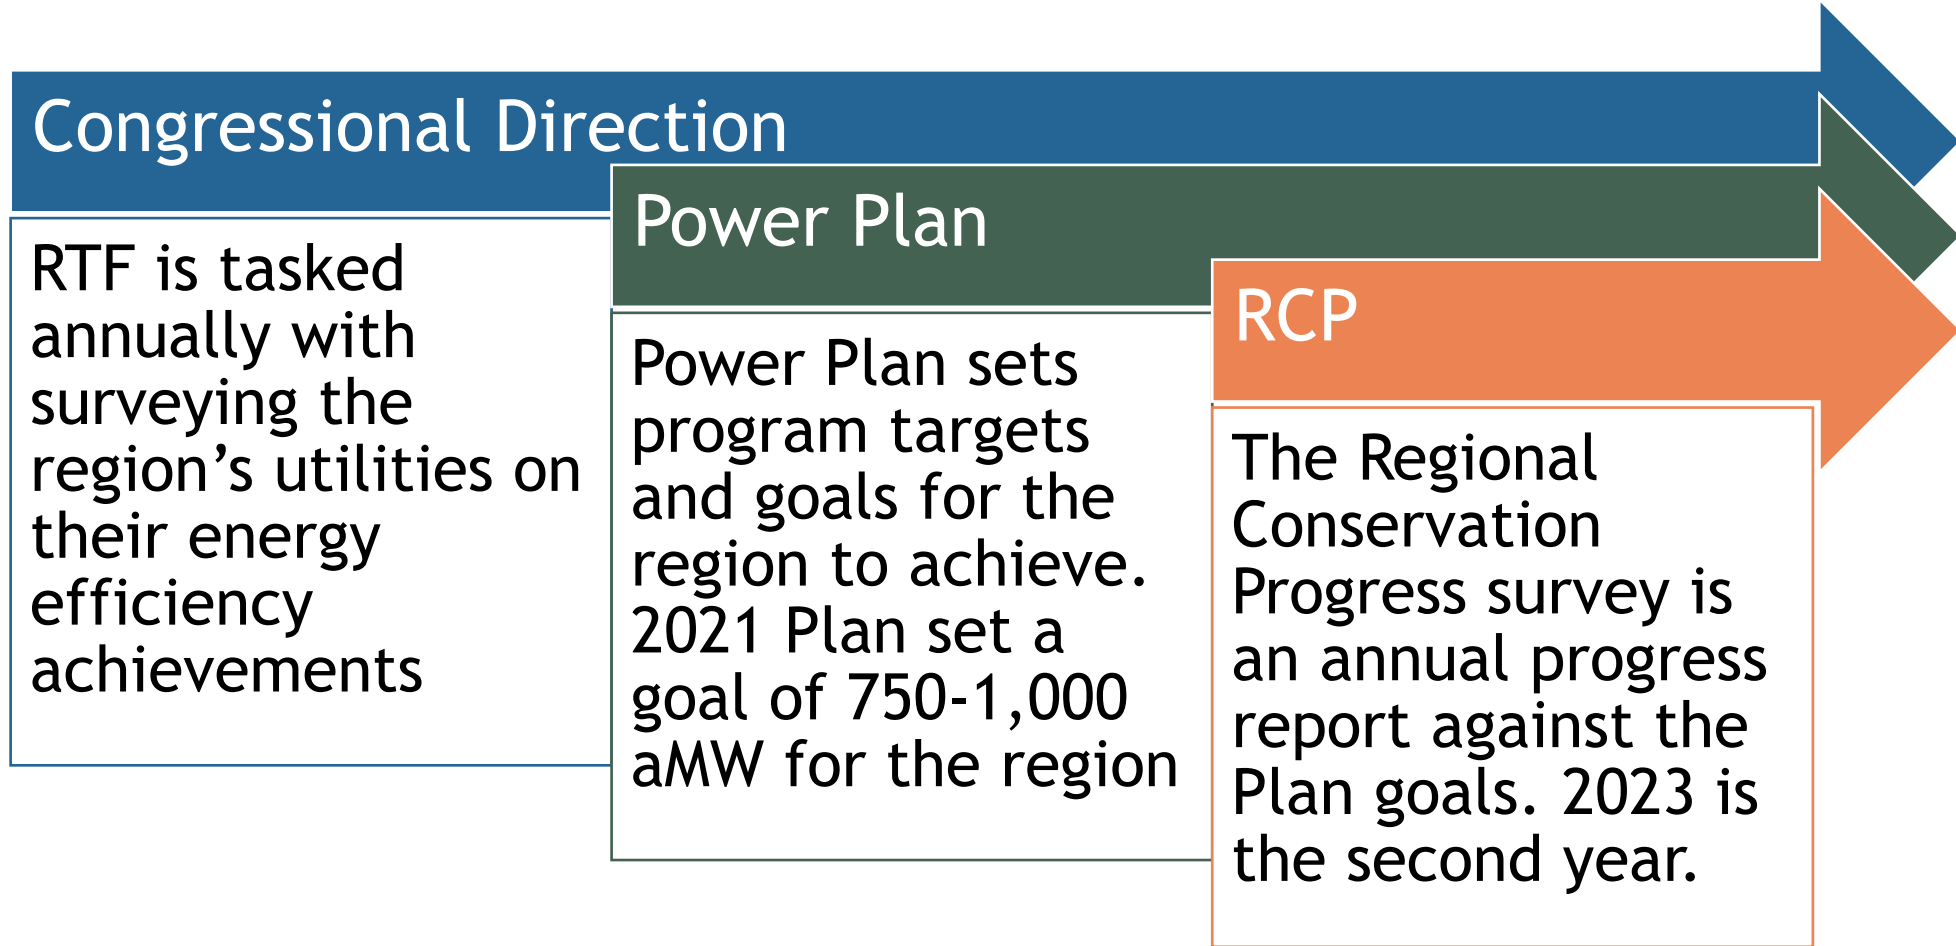 Congressional Direction
RTF is tasked
annually with
surveying the
region’s utilities on
their energy
efficiency
achievements
Power Plan
Power Plan sets
program targets
and goals for the
region to achieve.
2021 Plan set a
goal of 750-1,000
aMW for the region
RCP
The Regional
Conservation
Progress survey is
an annual progress
report against the
Plan goals. 2023 is
the second year.